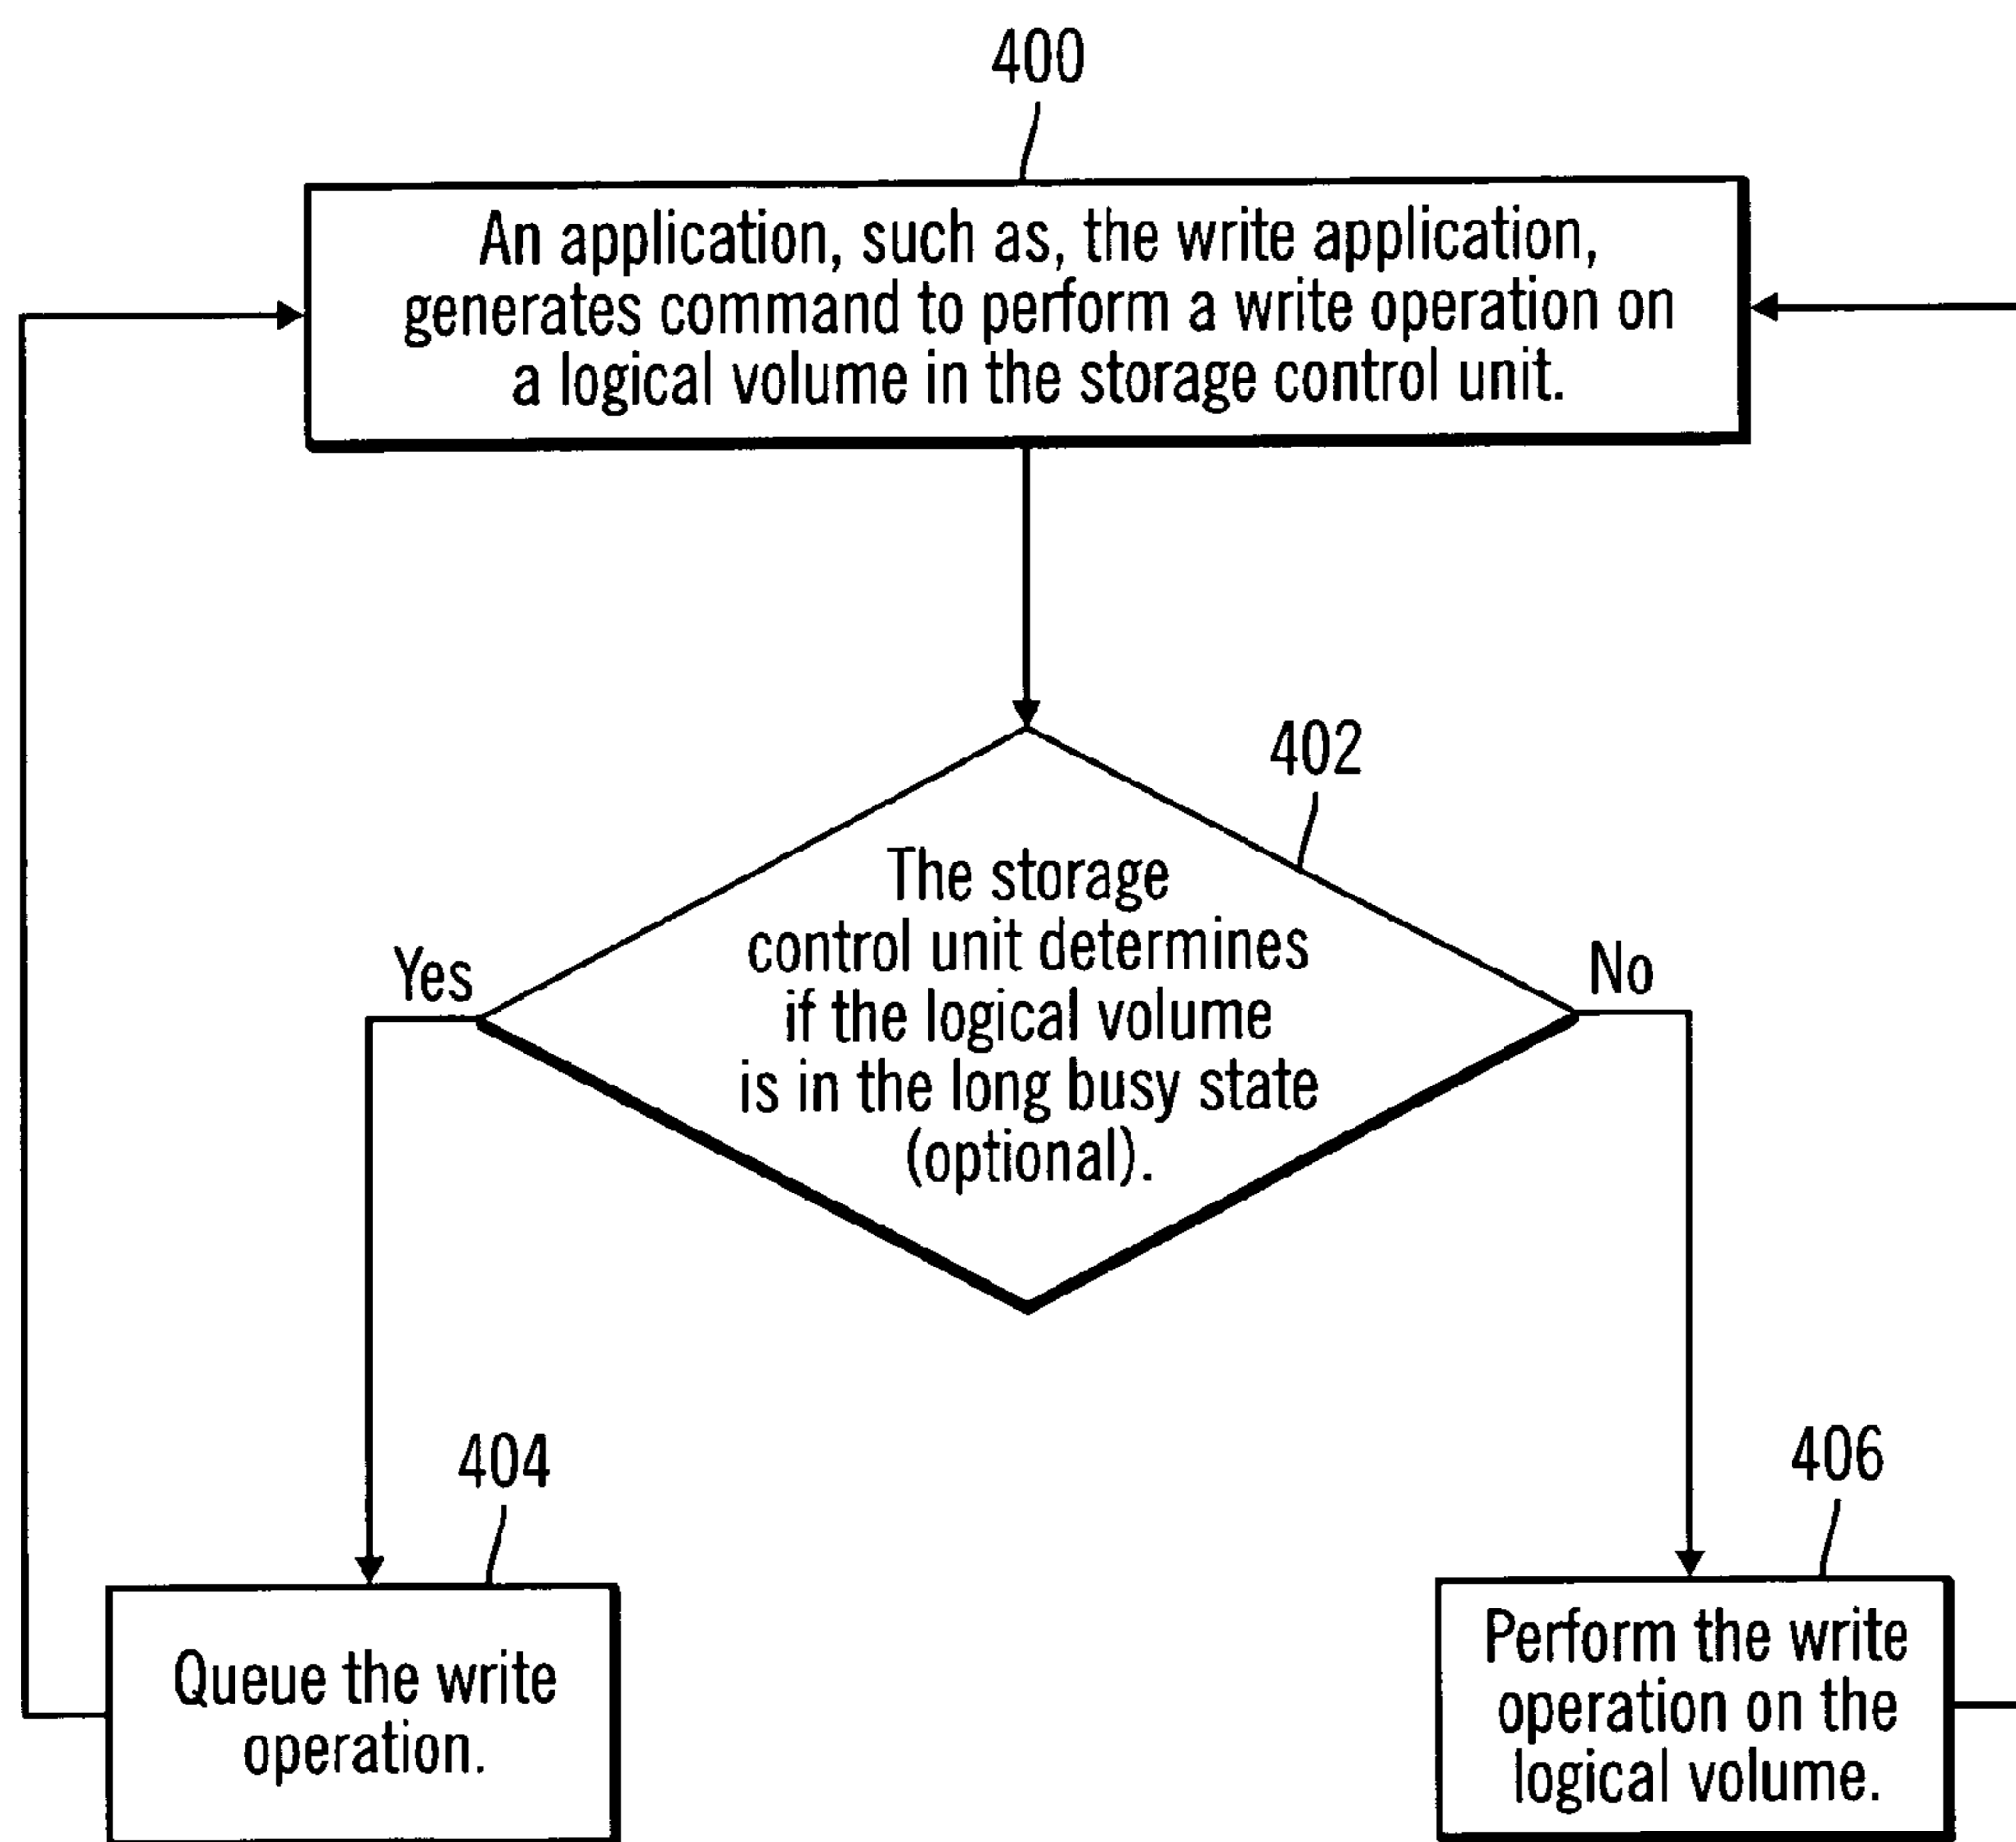 400
An application, such as, the write application,
generates command to perform a write operation on
a logical volume in the storage control unit.
402
The storage
control unit determines
if the logical volume
is in the long busy state
(optional).
Yes
No
404
Queue the write
operation.
406
Perform the write
operation on the
logical volume.